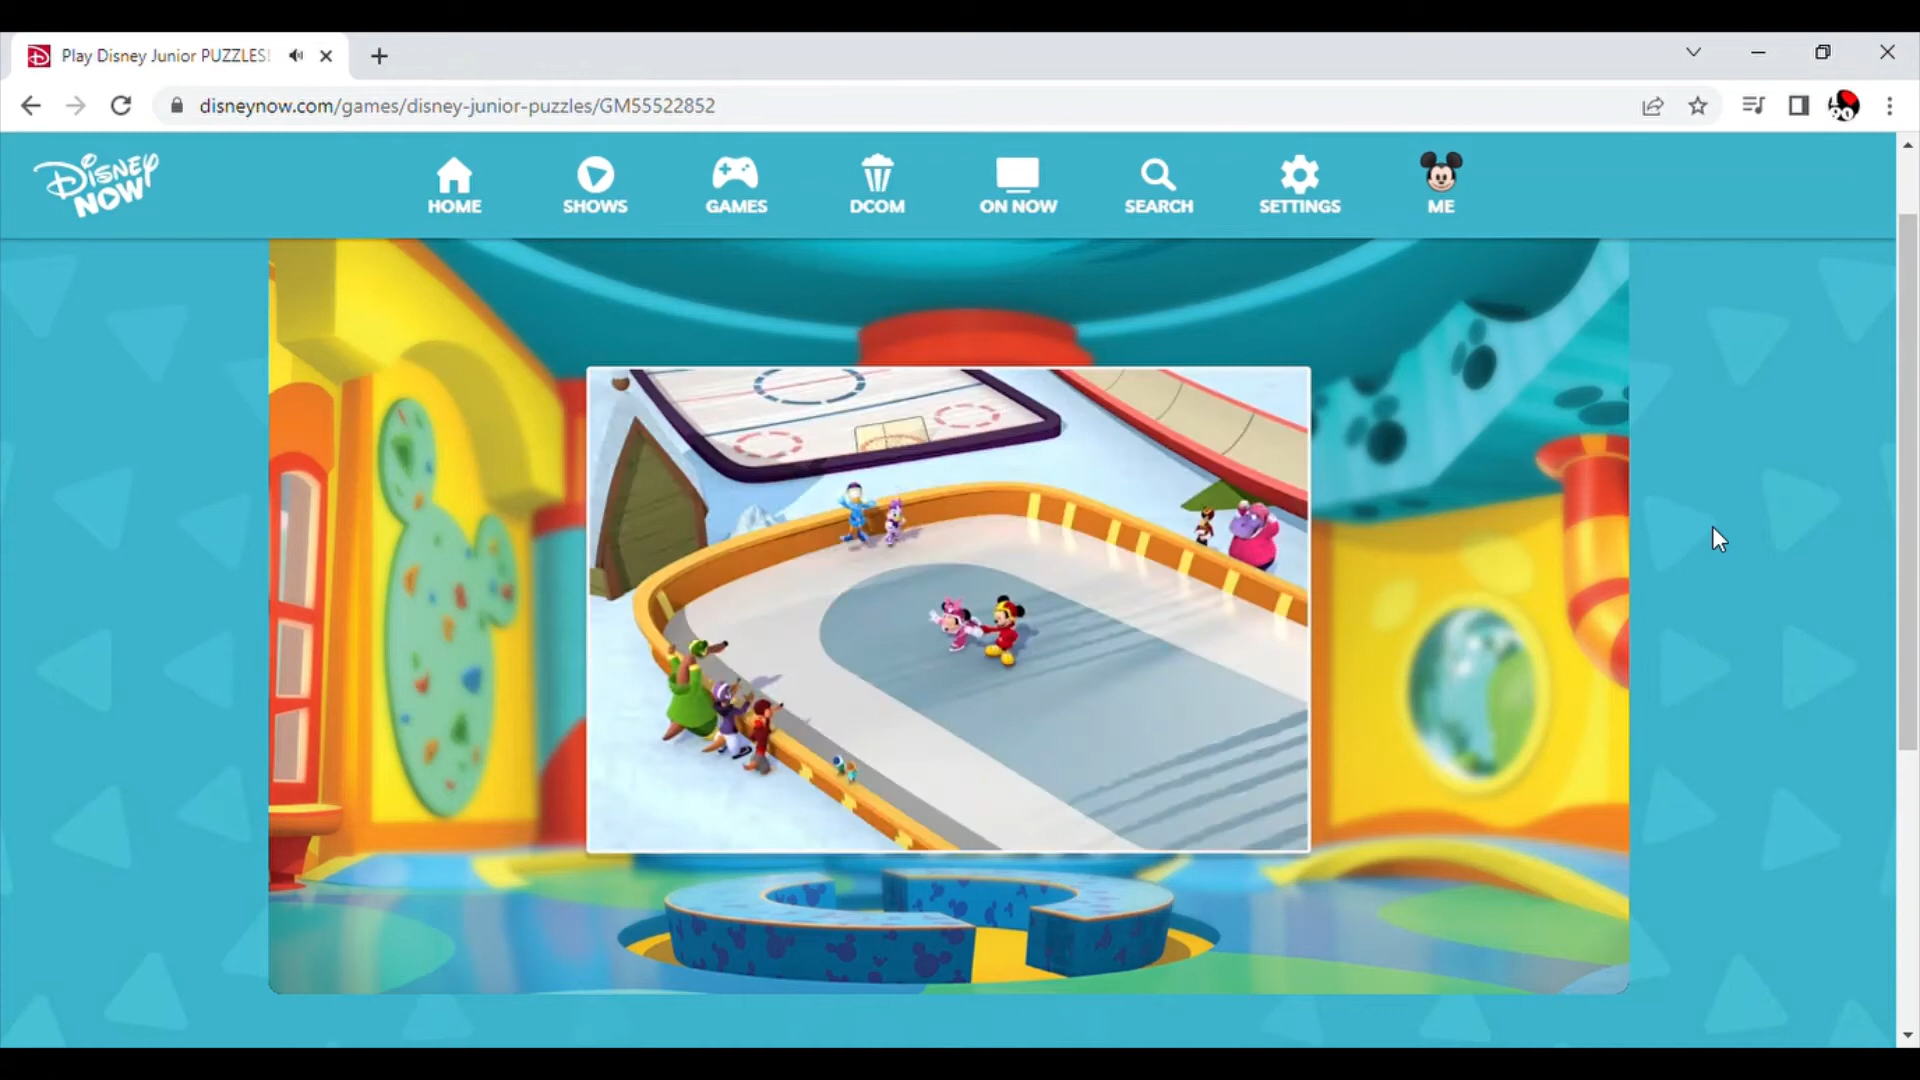 Play Disney Junior PUZZLES!
disneynow.com/games/disney-junior-puzzles/GM55522852
DISNEY NOW
HOME
SHOWS
GAMES
DCOM
ON NOW
SEARCH
SETTINGS
ME